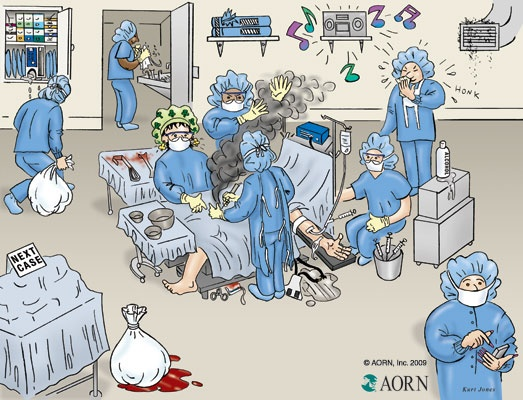 HONK
ALCOHOL
NEXT
CASE
© AORN, Inc. 2009
AORN
Kurt Jones